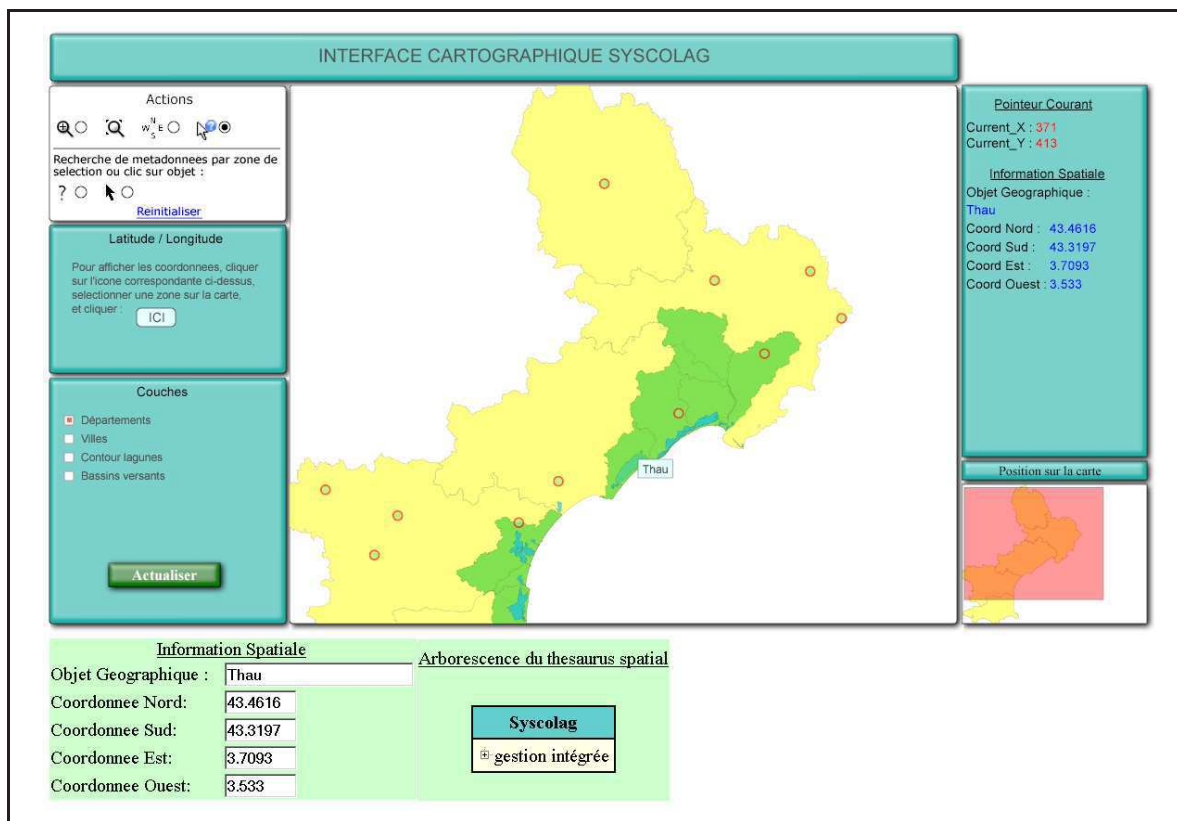 INTERFACE CARTOGRAPHIQUE SYSCOLAG
Actions
N
W E
S
Recherche de metadonnees par zone de
selection ou clic sur objet :
?
Reinitialiser
Latitude / Longitude
Pour afficher les coordonnees, cliquer
sur l'icone correspondante ci-dessus,
selectionner une zone sur la carte,
et cliquer :
ICI
Couches
Départements
Villes
Contour lagunes
Bassins versants
Actualiser
Thau
Pointeur Courant
Current_X : 371
Current_Y : 413
Information Spatiale
Objet Geographique :
Thau
Coord Nord : 43.4616
Coord Sud : 43.3197
Coord Est : 3.7093
Coord Ouest : 3.533
Position sur la carte
Information Spatiale
Objet Geographique : Thau
Coordonnee Nord: 43.4616
Coordonnee Sud: 43.3197
Coordonnee Est: 3.7093
Coordonnee Ouest: 3.533
Arborescence du thesaurus spatial
Syscolag
gestion intégrée